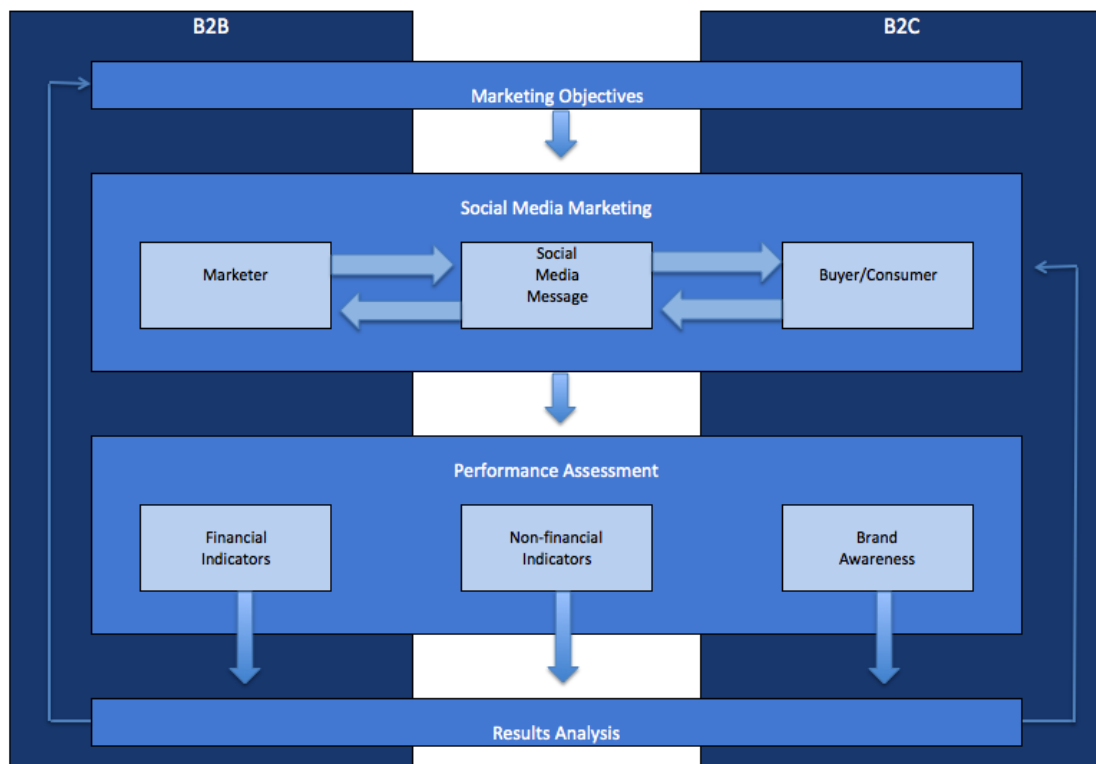 B2B
B2C
Marketing Objectives
Social Media Marketing
Marketer
Social
Media
Message
Buyer/Consumer
Performance Assessment
Financial
Indicators
Non-financial
Indicators
Brand
Awareness
Results Analysis